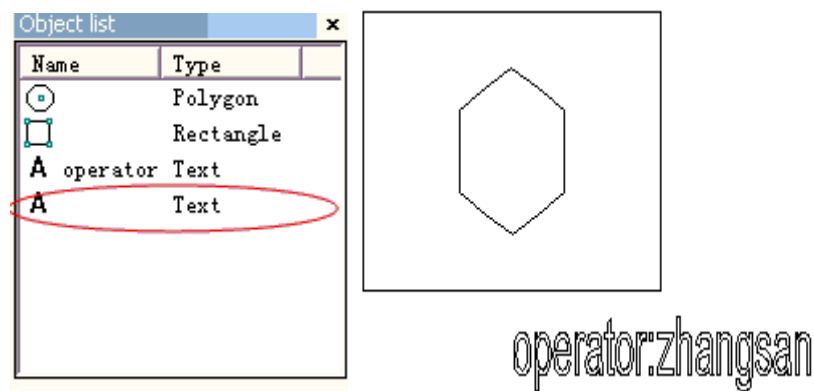 Object list ×
Name Type
Polygon
Rectangle
A operator Text
A Text
operator:zhangsan